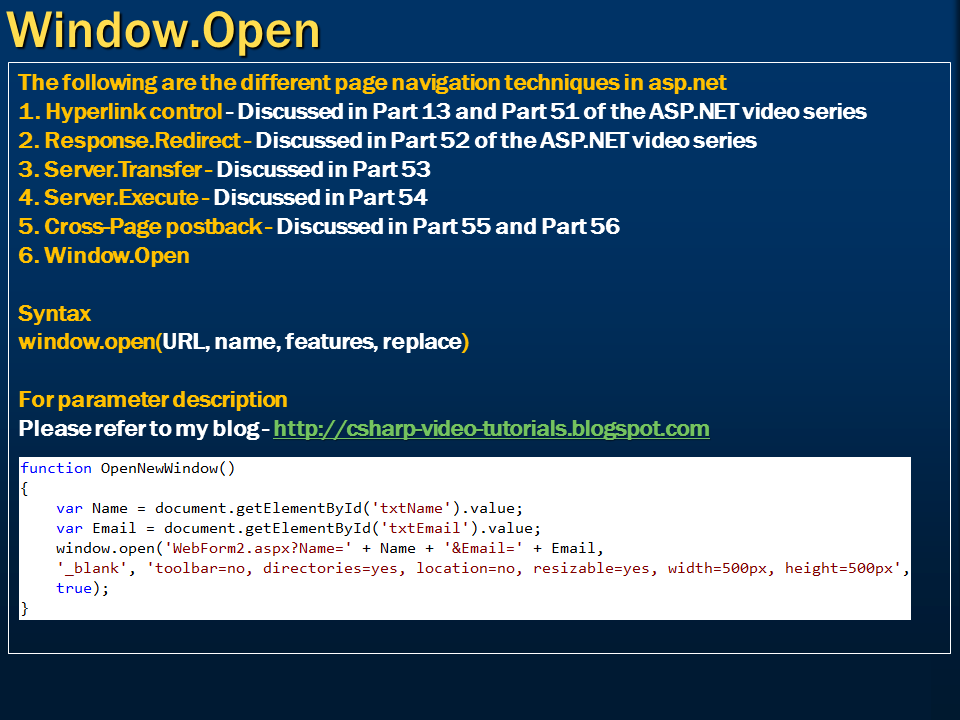 Window.Open
The following are the different page navigation techniques in asp.net
1. Hyperlink control - Discussed in Part 13 and Part 51 of the ASP.NET video series
2. Response.Redirect - Discussed in Part 52 of the ASP.NET video series
3. Server.Transfer - Discussed in Part 53
4. Server.Execute - Discussed in Part 54
5. Cross-Page postback - Discussed in Part 55 and Part 56
6. Window.Open
Syntax
window.open(URL, name, features, replace)
For parameter description
Please refer to my blog - http://csharp-video-tutorials.blogspot.com
function OpenNewWindow()
{
    var Name = document.getElementById('txtName').value;
    var Email = document.getElementById('txtEmail').value;
    window.open('WebForm2.aspx?Name=' + Name + '&Email=' + Email,
    '_blank', 'toolbar=no, directories=yes, location=no, resizable=yes, width=500px, height=500px',
    true);
}